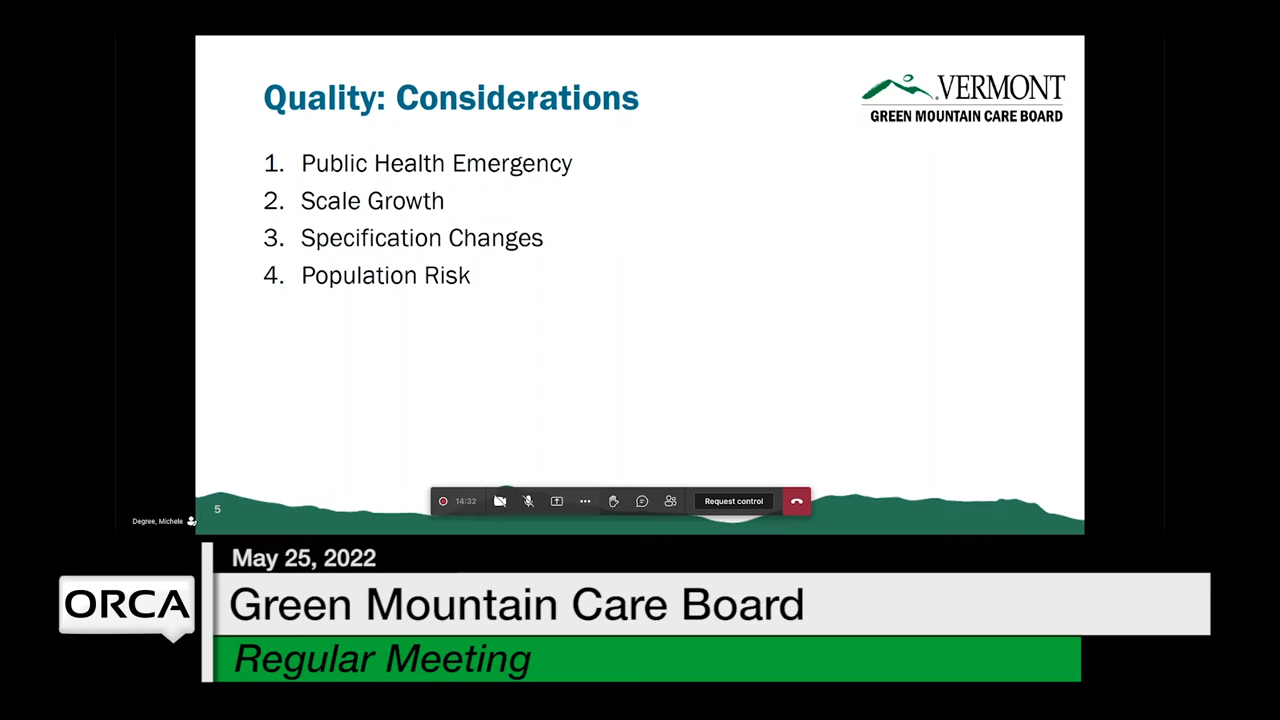 Quality: Considerations
VERMONT
GREEN MOUNTAIN CARE BOARD
1. Public Health Emergency
2. Scale Growth
3. Specification Changes
4. Population Risk
14:32
Request control
5
Degree, Michele
May 25, 2022
ORCA
Green Mountain Care Board
Regular Meeting